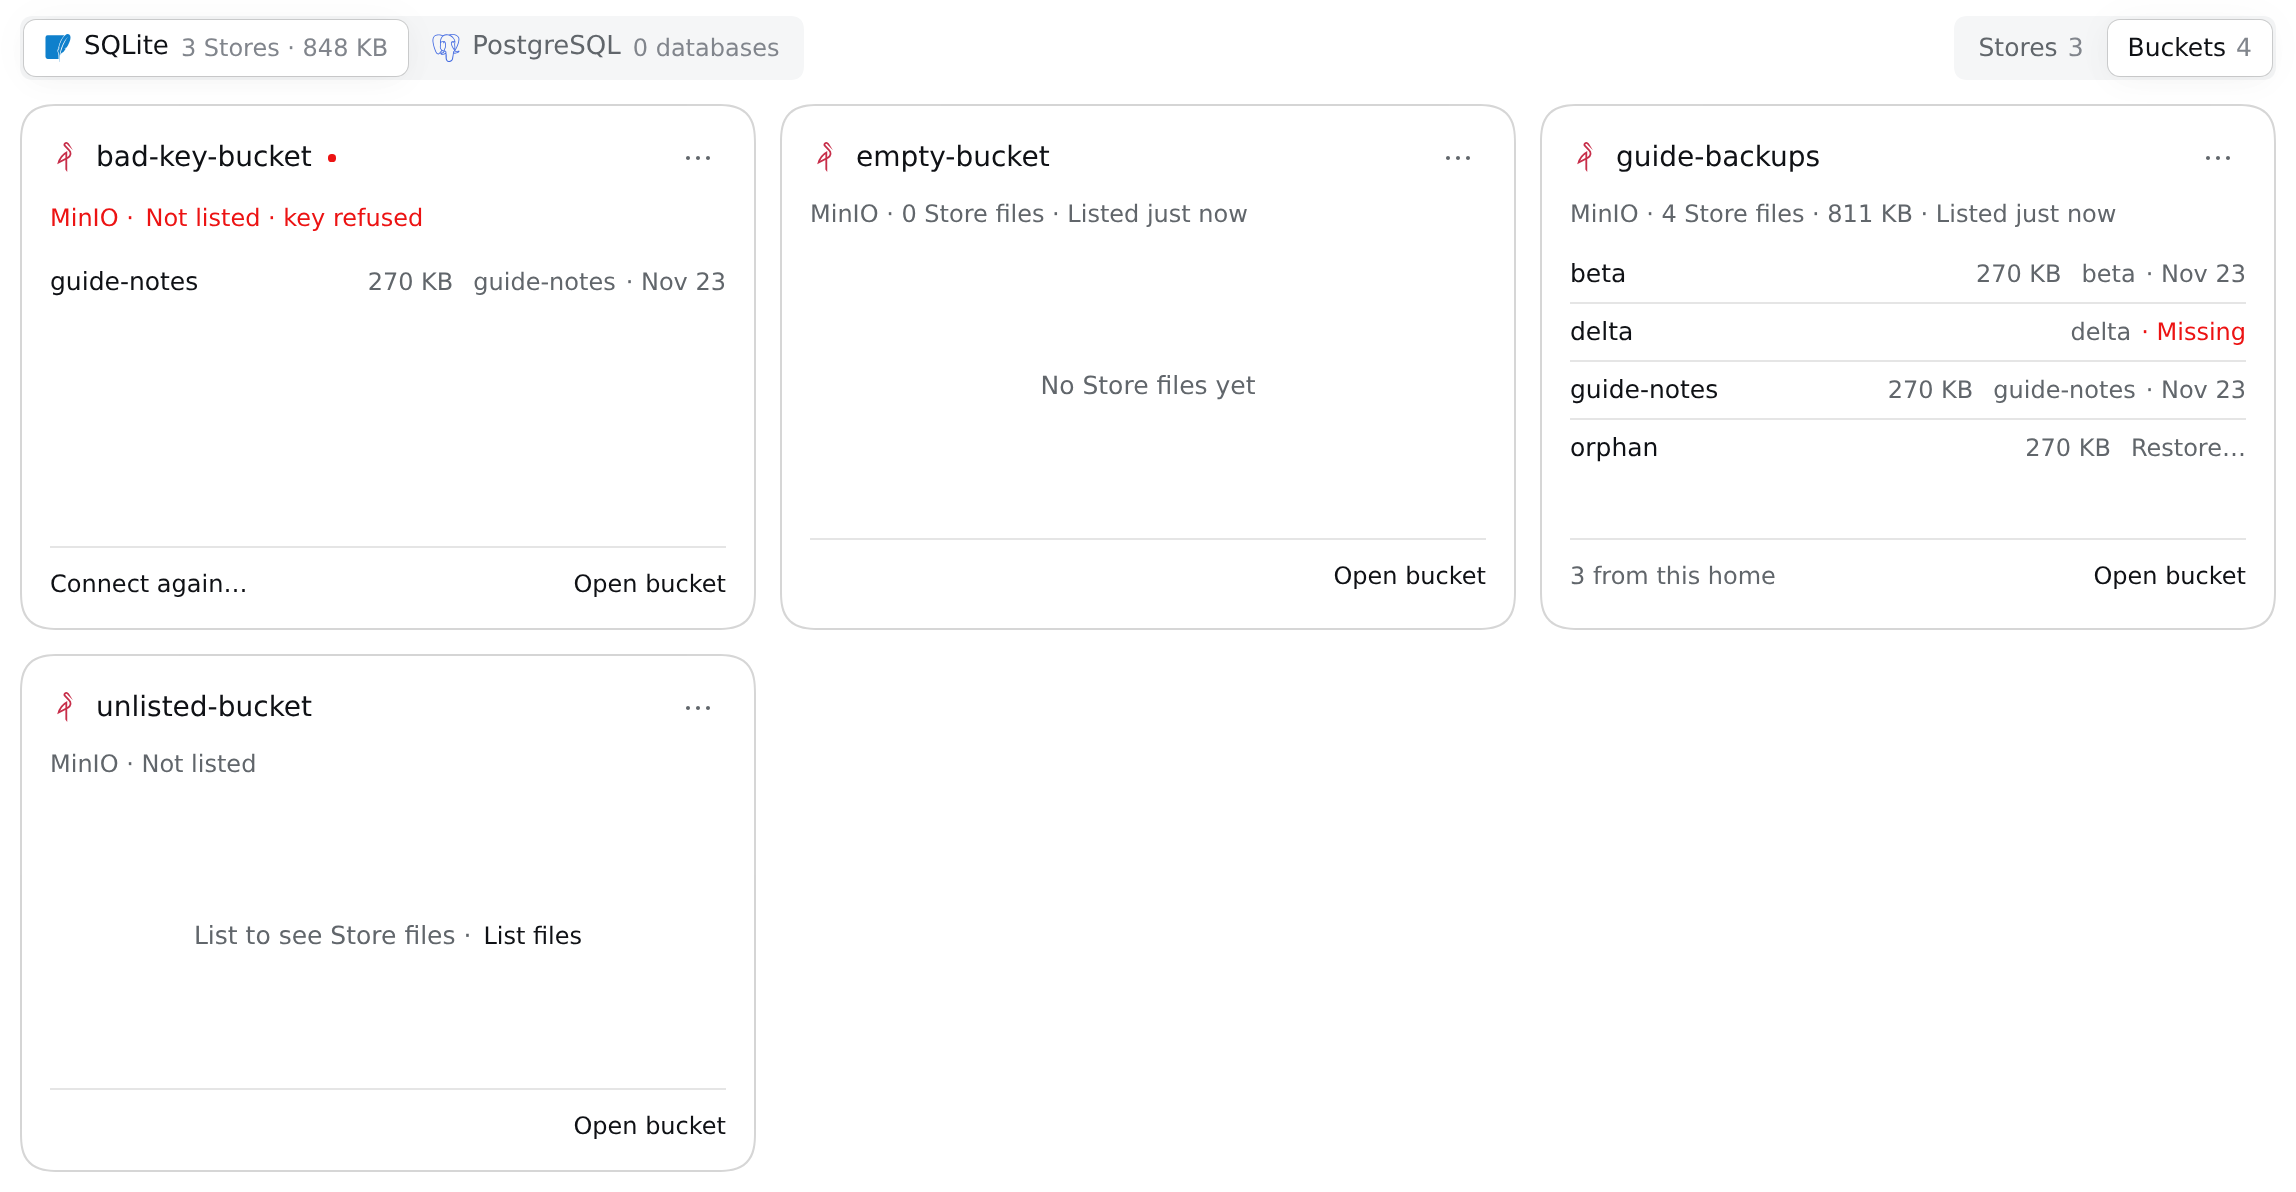 SQLite 3 Stores · 848 KB PostgreSQL 0 databases Stores 3 Buckets 4
bad-key-bucket
MinIO · Not listed · key refused
guide-notes 270 KB guide-notes · Nov 23
Connect again... Open bucket
empty-bucket
MinIO · 0 Store files · Listed just now
No Store files yet
Open bucket
guide-backups
MinIO · 4 Store files · 811 KB · Listed just now
beta 270 KB beta · Nov 23
delta delta · Missing
guide-notes 270 KB guide-notes · Nov 23
orphan 270 KB Restore...
3 from this home Open bucket
unlisted-bucket
MinIO · Not listed
List to see Store files · List files
Open bucket